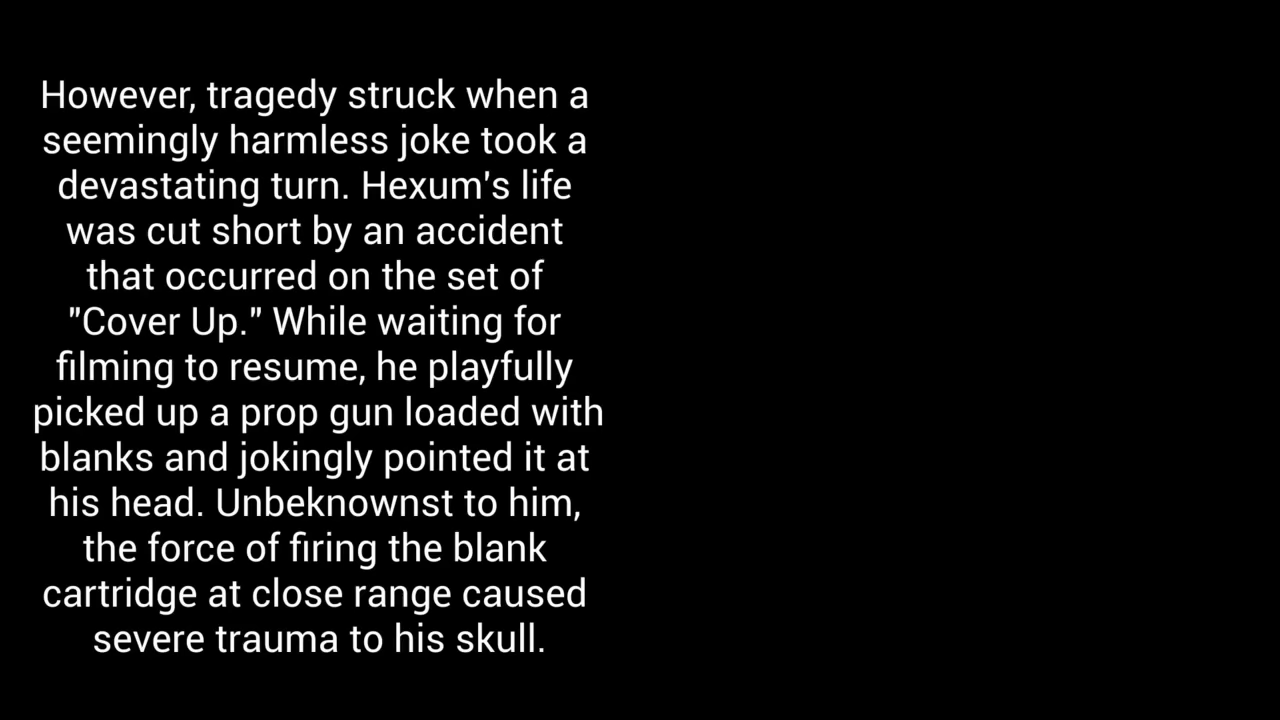 However, tragedy struck when a
seemingly harmless joke took a
devastating turn. Hexum's life
was cut short by an accident
that occurred on the set of
"Cover Up." While waiting for
filming to resume, he playfully
picked up a prop gun loaded with
blanks and jokingly pointed it at
his head. Unbeknownst to him,
the force of firing the blank
cartridge at close range caused
severe trauma to his skull.